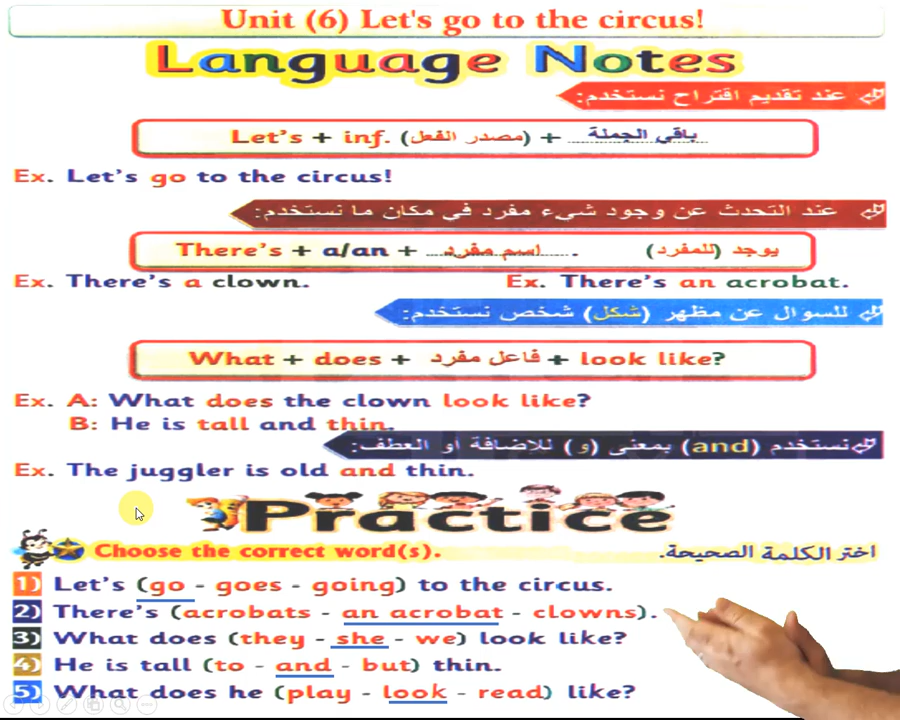 Unit (6) Let's go to the circus!
Language Notes
عند تقديم اقتراح نستخدم:
Let's + inf. (مصدر الفعل) + ....باقي الجملة....
Ex. Let's go to the circus!
عند التحدث عن وجود شيء مفرد في مكان ما نستخدم:
There's + a/an + ....اسم مفرد.... . يوجد (للمفرد)
Ex. There's a clown. Ex. There's an acrobat.
للسوال عن مظهر (شكل) شخص نستخدم:
What + does + فاعل مفرد + look like?
Ex. A: What does the clown look like?
B: He is tall and thin.
نستخدم (and) بمعنى (و) للاضافة أو العطف:
Ex. The juggler is old and thin.
Practice
Choose the correct word(s). اختر الكلمة الصحيحة.
1) Let's (go - goes - going) to the circus.
2) There's (acrobats - an acrobat - clowns).
3) What does (they - she - we) look like?
4) He is tall (to - and - but) thin.
5) What does he (play - look - read) like?